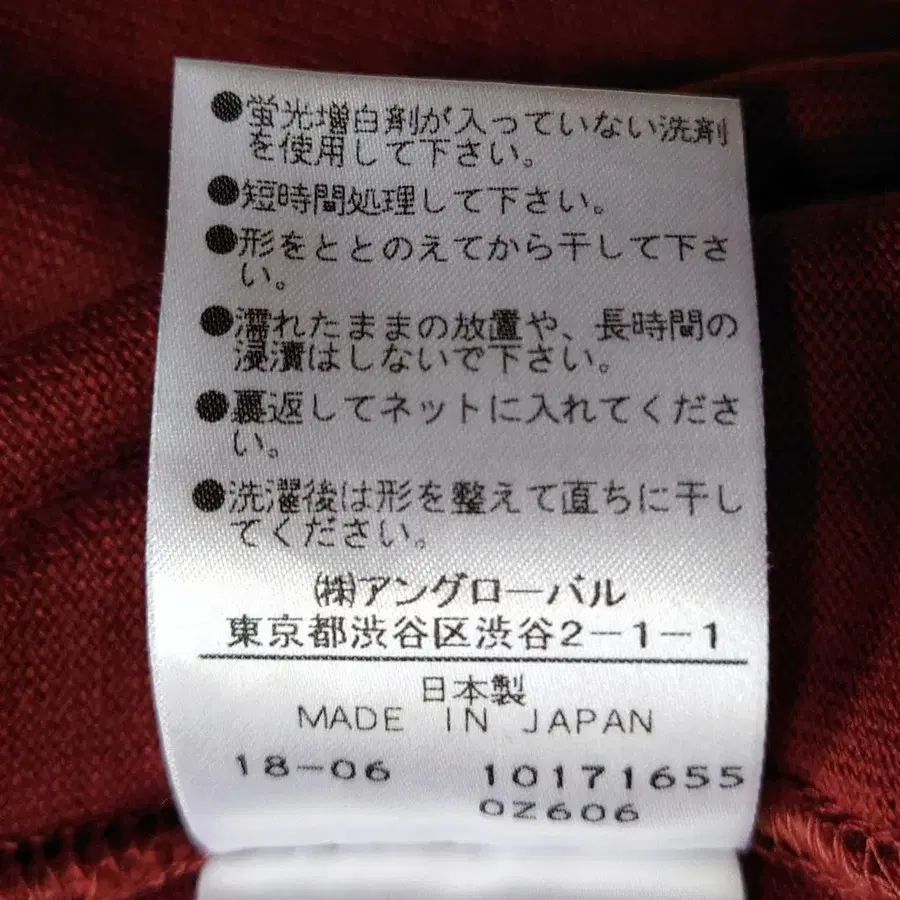 ●蛍光増白剤が入っていない洗剤
を使用して下さい。
●短時間処理して下さい。
●形をととのえてから干して下さ
い。
●濡れたままの放置や、長時間の
浸漬はしないで下さい。
●裏返してネットに入れてくださ
い。
●洗濯後は形を整えて直ちに干し
てください。
㈱アングローバル
東京都渋谷区渋谷2-1-1
日本製
MADE IN JAPAN
18-06 101716550
0Z606